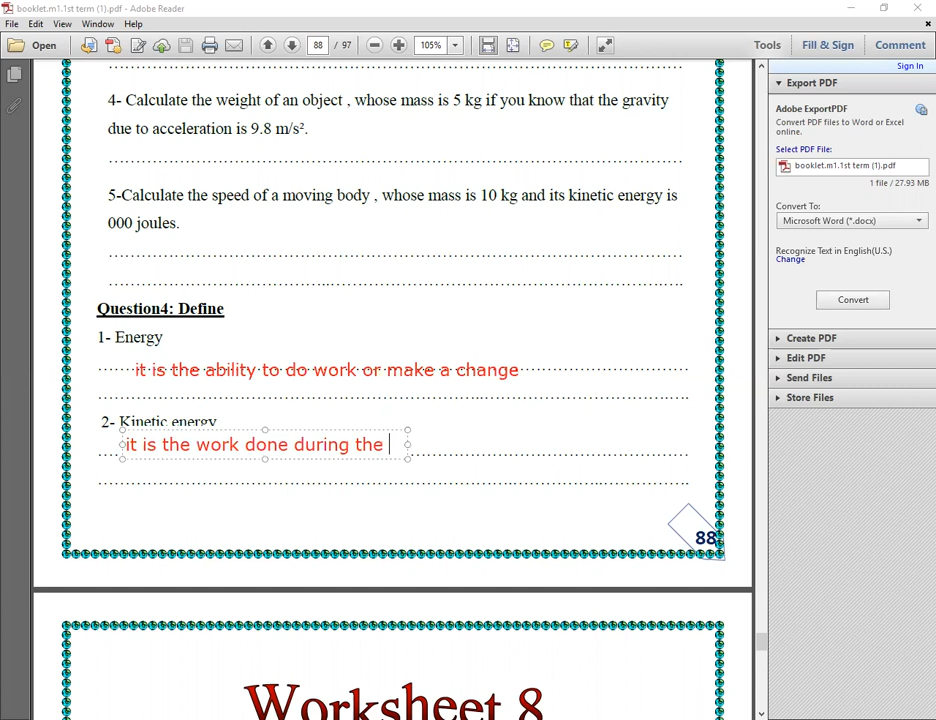 booklet.m1.1st term (1).pdf - Adobe Reader
File Edit View Window Help
Open 88 / 97 105% Tools Fill & Sign Comment
Sign In
4- Calculate the weight of an object , whose mass is 5 kg if you know that the gravity
due to acceleration is 9.8 m/s².
5-Calculate the speed of a moving body , whose mass is 10 kg and its kinetic energy is
000 joules.
Question4: Define
1- Energy
it is the ability to do work or make a change
2- Kinetic energy
it is the work done during the
88
Worksheet 8
Export PDF
Adobe ExportPDF
Convert PDF files to Word or Excel
online.
Select PDF File:
booklet.m1.1st term (1).pdf
1 file / 27.93 MB
Convert To:
Microsoft Word (*.docx)
Recognize Text in English(U.S.)
Change
Convert
Create PDF
Edit PDF
Send Files
Store Files